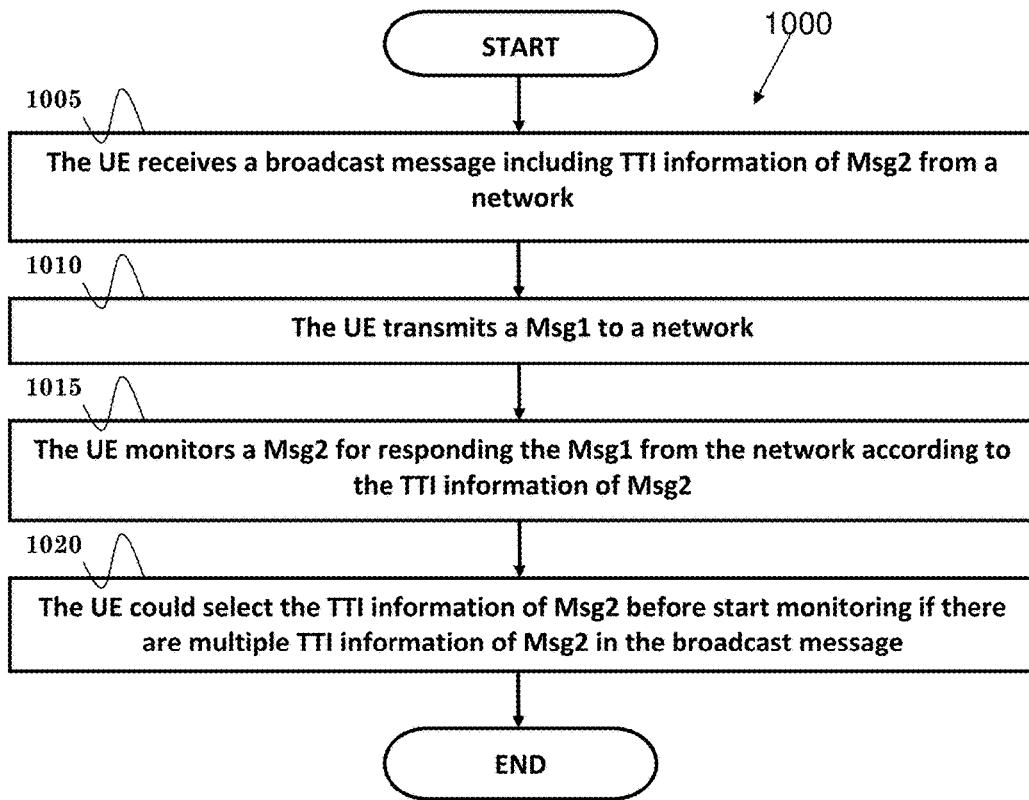 1000
START
1005
The UE receives a broadcast message including TTI information of Msg2 from a
network
1010
The UE transmits a Msg1 to a network
1015
The UE monitors a Msg2 for responding the Msg1 from the network according to
the TTI information of Msg2
1020
The UE could select the TTI information of Msg2 before start monitoring if there
are multiple TTI information of Msg2 in the broadcast message
END